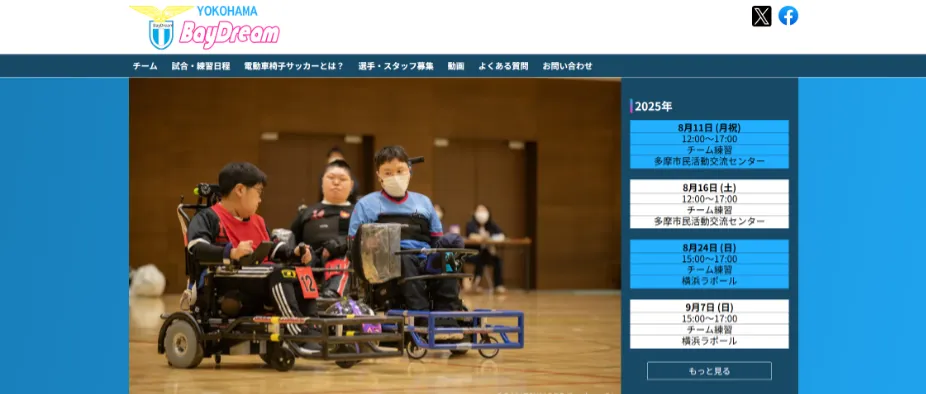 YOKOHAMA
BayDream
BayDream
チーム 試合・練習日程 電動車椅子サッカーとは？ 選手・スタッフ募集 動画 よくある質問 お問い合わせ
2025年
8月11日 (月祝)
12:00〜17:00
チーム練習
多摩市民活動交流センター
8月16日 (土)
12:00〜17:00
チーム練習
多摩市民活動交流センター
8月24日 (日)
15:00〜17:00
チーム練習
横浜ラポール
9月7日 (日)
15:00〜17:00
チーム練習
横浜ラポール
もっと見る
12